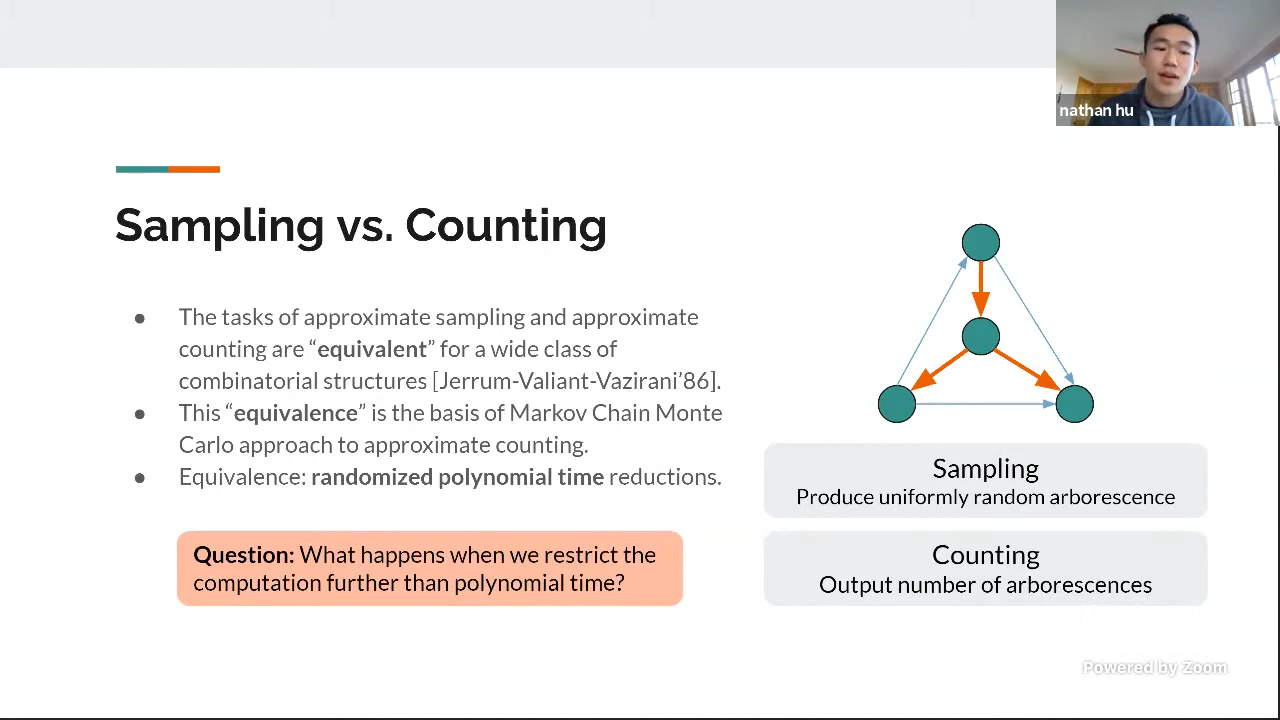 nathan hu
Sampling vs. Counting
● The tasks of approximate sampling and approximate
counting are “equivalent” for a wide class of
combinatorial structures [Jerrum-Valiant-Vazirani’86].
● This “equivalence” is the basis of Markov Chain Monte
Carlo approach to approximate counting.
● Equivalence: randomized polynomial time reductions.
Question: What happens when we restrict the
computation further than polynomial time?
Sampling
Produce uniformly random arborescence
Counting
Output number of arborescences
Powered by Zoom